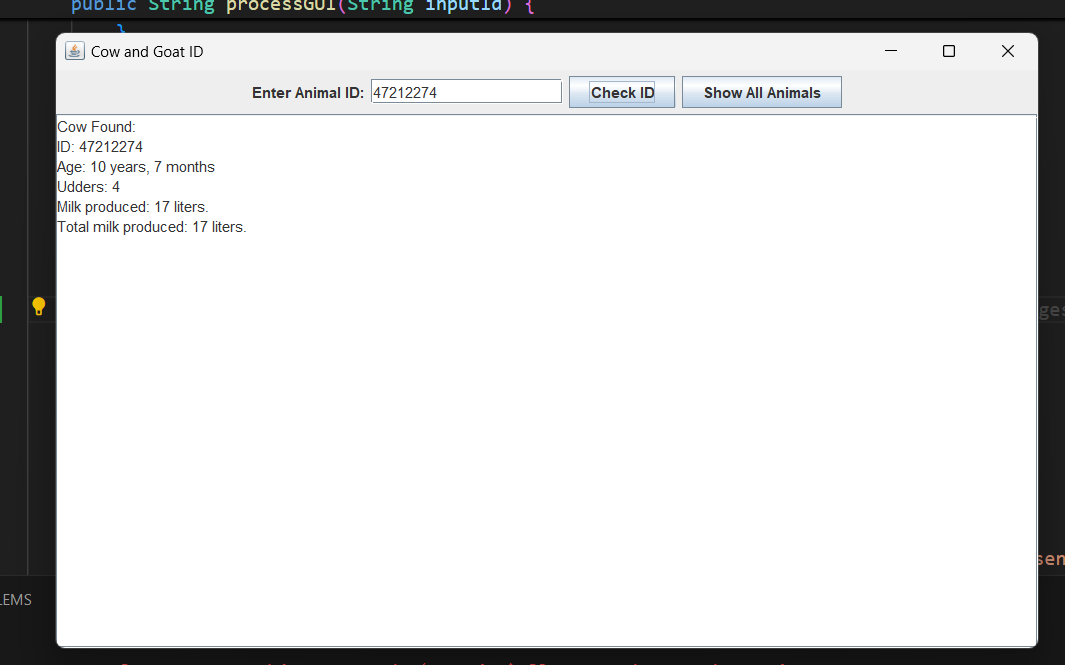 public String processGUI(String inputId) {
}
Cow and Goat ID
Enter Animal ID: 47212274 Check ID Show All Animals
Cow Found:
ID: 47212274
Age: 10 years, 7 months
Udders: 4
Milk produced: 17 liters.
Total milk produced: 17 liters.
ges
sen
LEMS